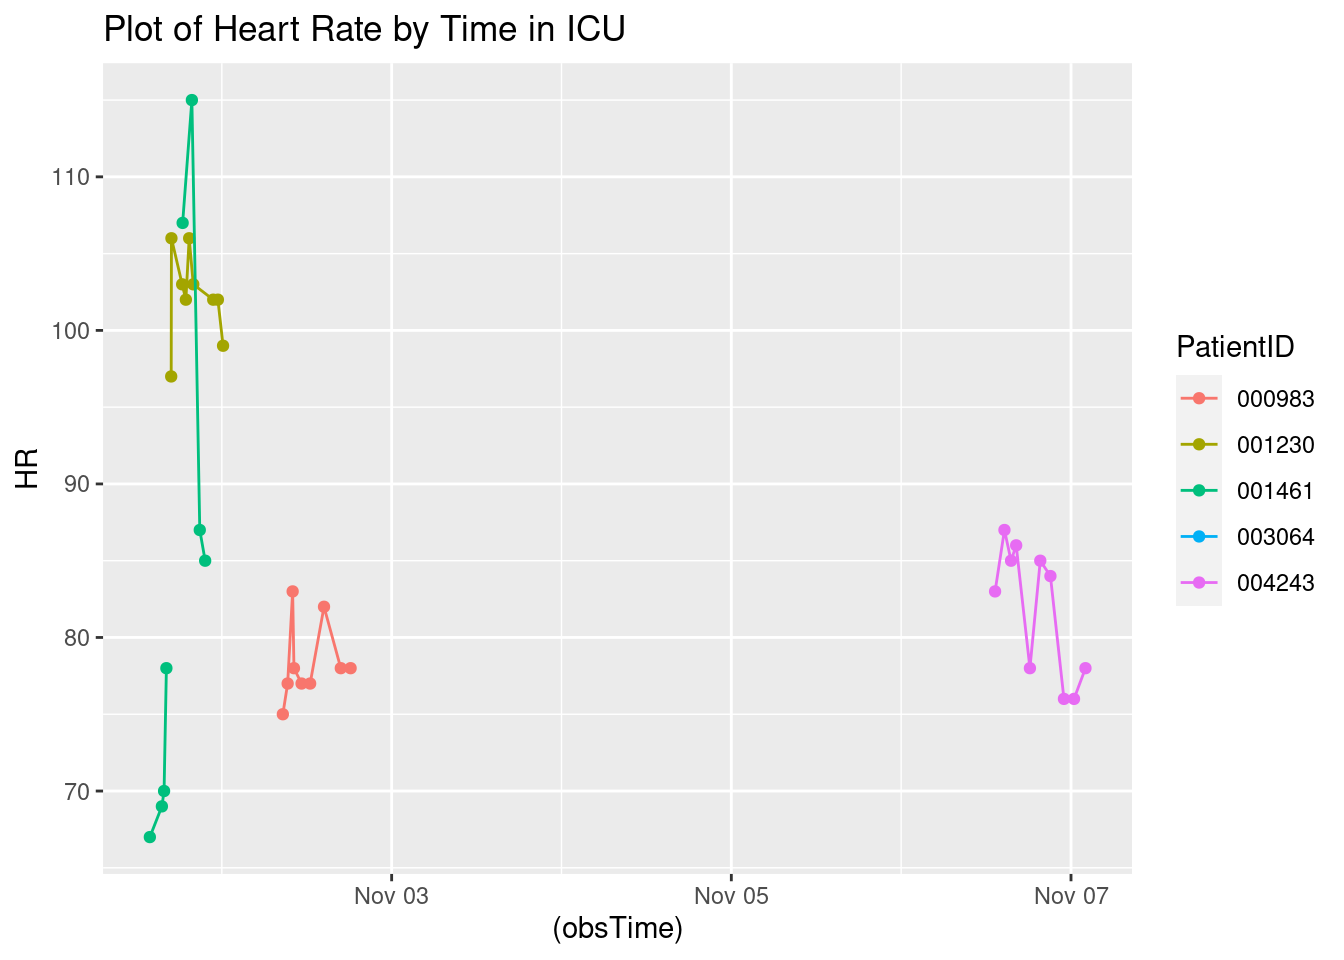 Plot of Heart Rate by Time in ICU
HR
110
100
90
80
70
Nov 03
Nov 05
Nov 07
(obsTime)
PatientID
000983
001230
001461
003064
004243